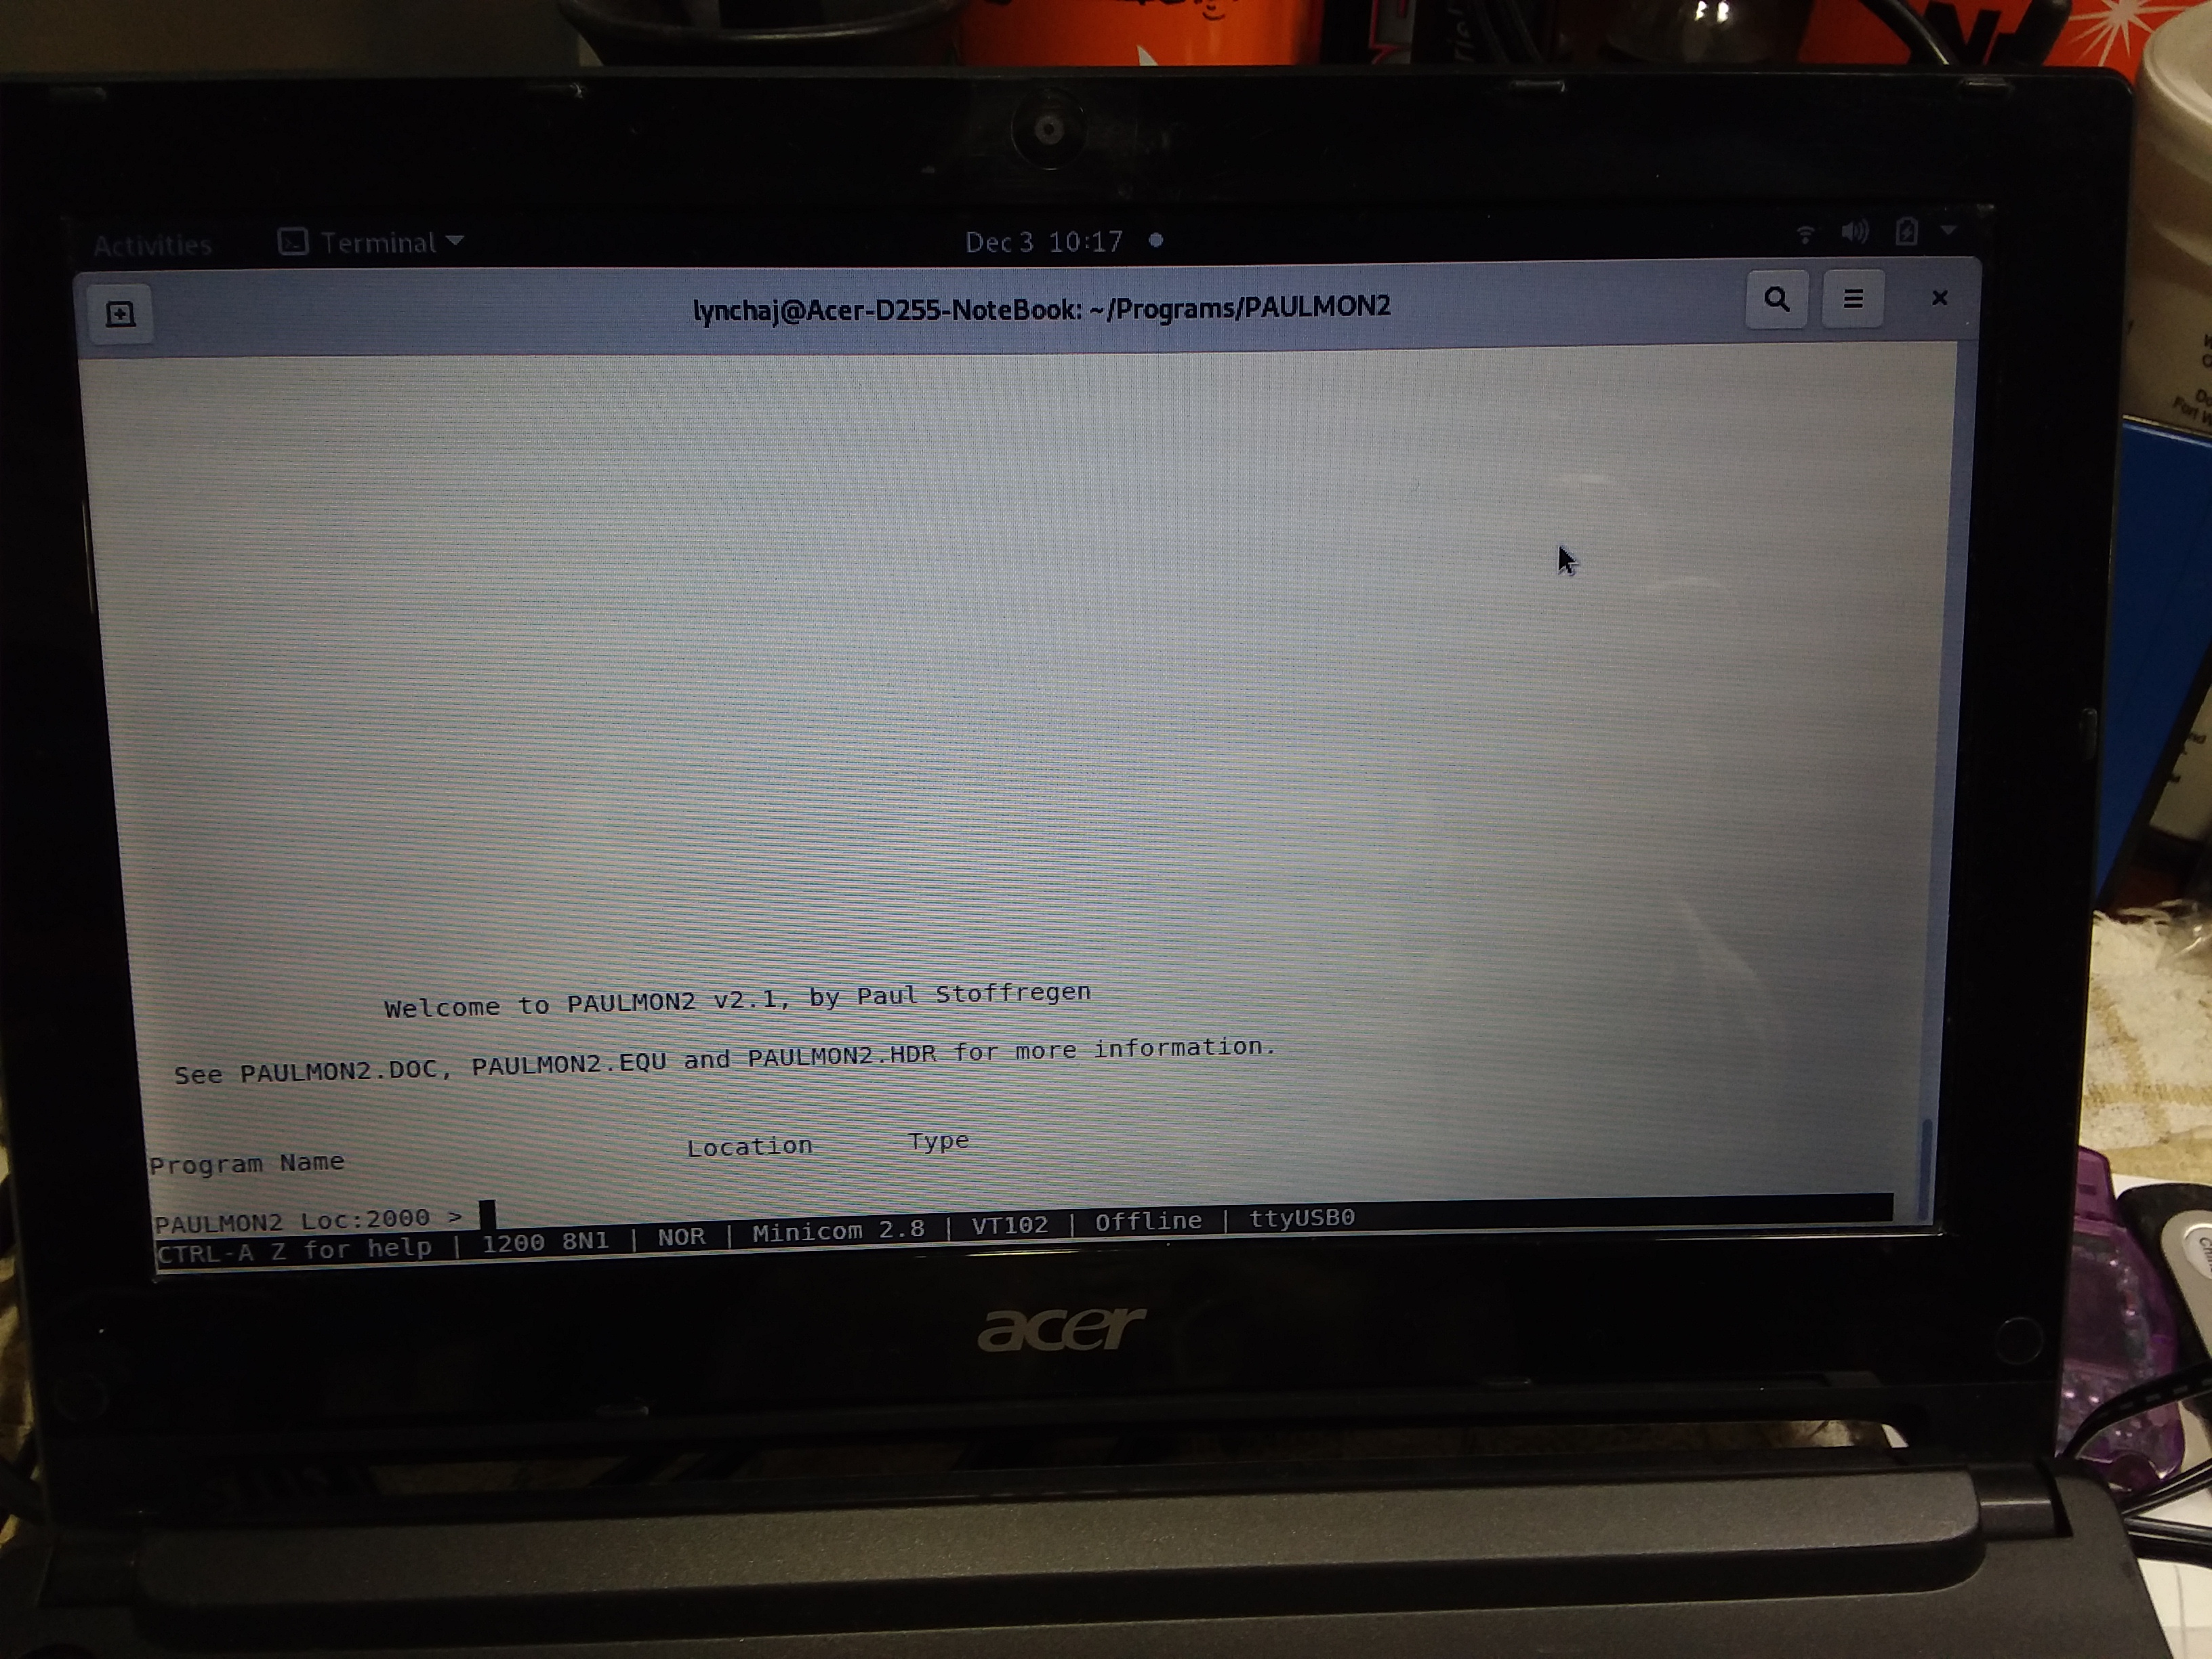 Activities Terminal Dec 3 10:17
lynchaj@Acer-D255-NoteBook: ~/Programs/PAULMON2
Welcome to PAULMON2 v2.1, by Paul Stoffregen
See PAULMON2.DOC, PAULMON2.EQU and PAULMON2.HDR for more information.
Program Name Location Type
PAULMON2 Loc:2000 >
CTRL-A Z for help | 1200 8N1 | NOR | Minicom 2.8 | VT102 | Offline | ttyUSB0
acer